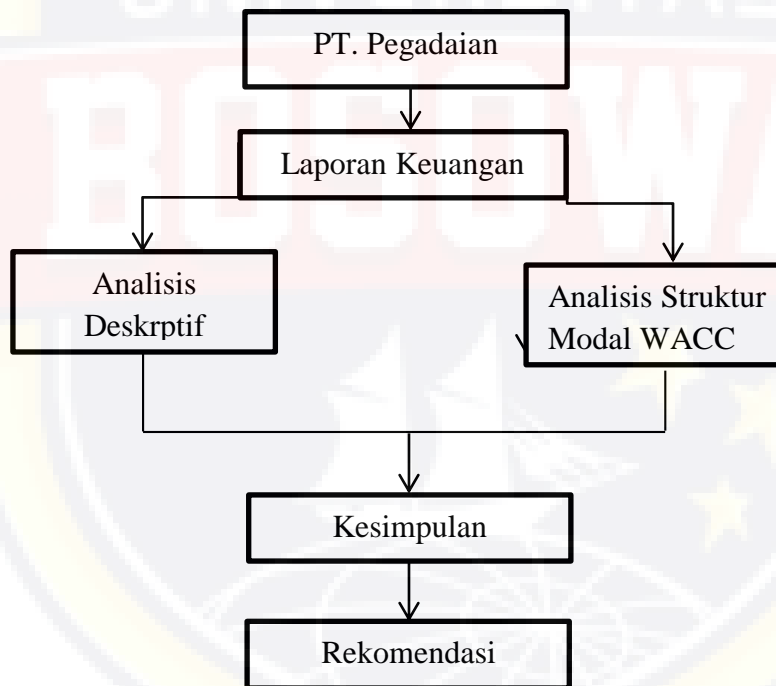 PT. Pegadaian
Laporan Keuangan
Analisis
Deskrptif
Analisis Struktur
Modal WACC
Kesimpulan
Rekomendasi